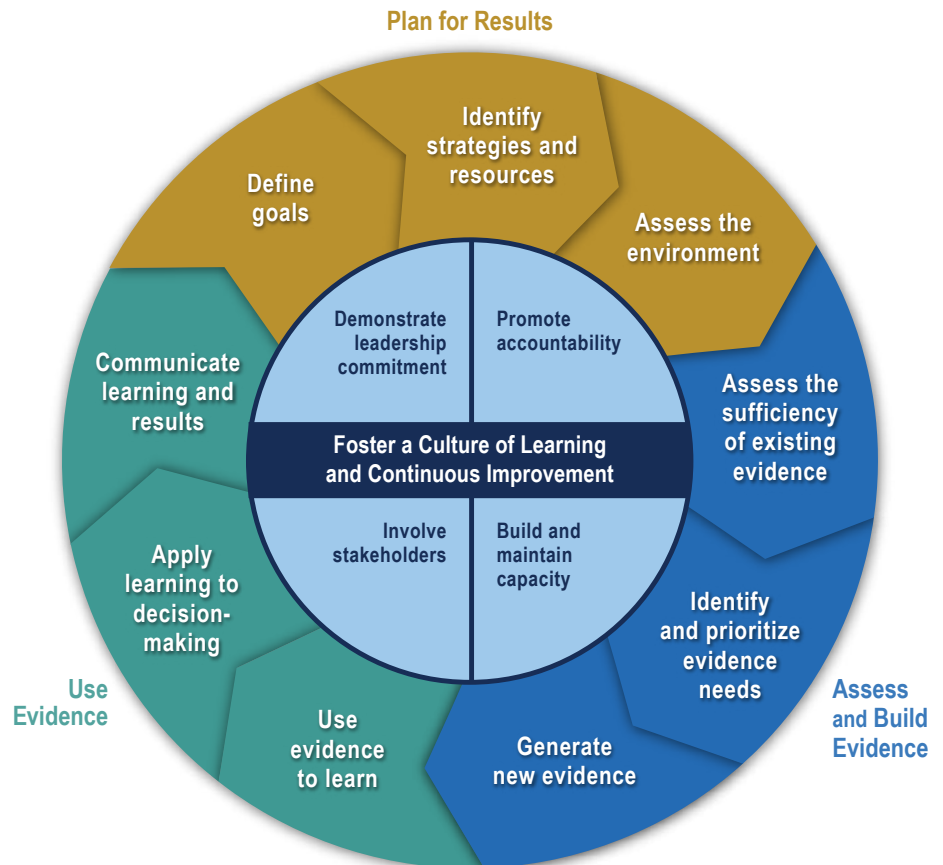 Plan for Results
Define
goals
Identify
strategies and
resources
Assess the
environment
Assess the
sufficiency
of existing
evidence
Identify
and prioritize
evidence
needs
Assess
and Build
Evidence
Generate
new evidence
Use
evidence
to learn
Apply
learning to
decision-
making
Use
Evidence
Communicate
learning and
results
Demonstrate
leadership
commitment
Promote
accountability
Foster a Culture of Learning
and Continuous Improvement
Involve
stakeholders
Build and
maintain
capacity